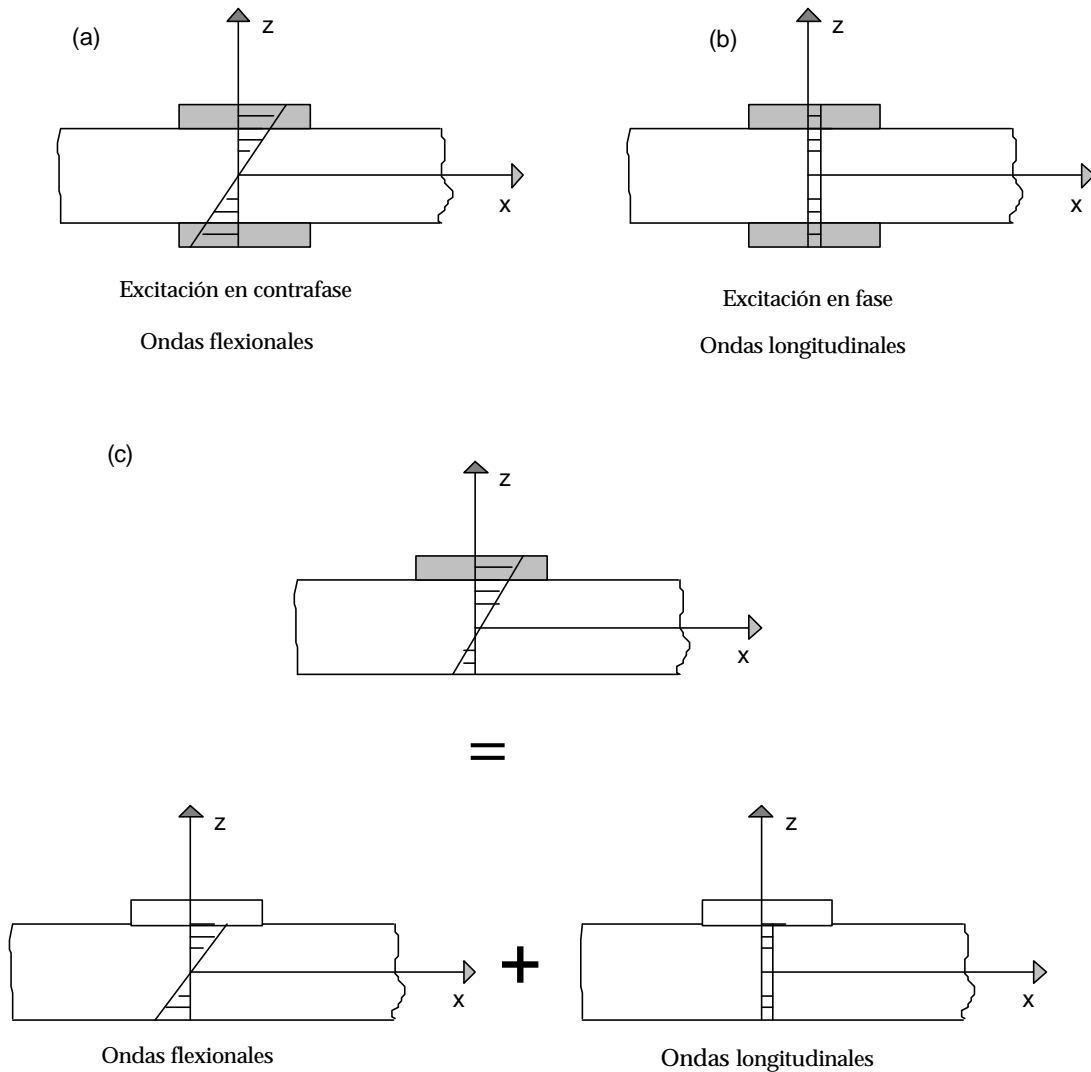 (a)
z
x
Excitación en contrafase
Ondas flexionales
(b)
z
x
Excitación en fase
Ondas longitudinales
(c)
z
x
=
z
x
Ondas flexionales
+
z
x
Ondas longitudinales